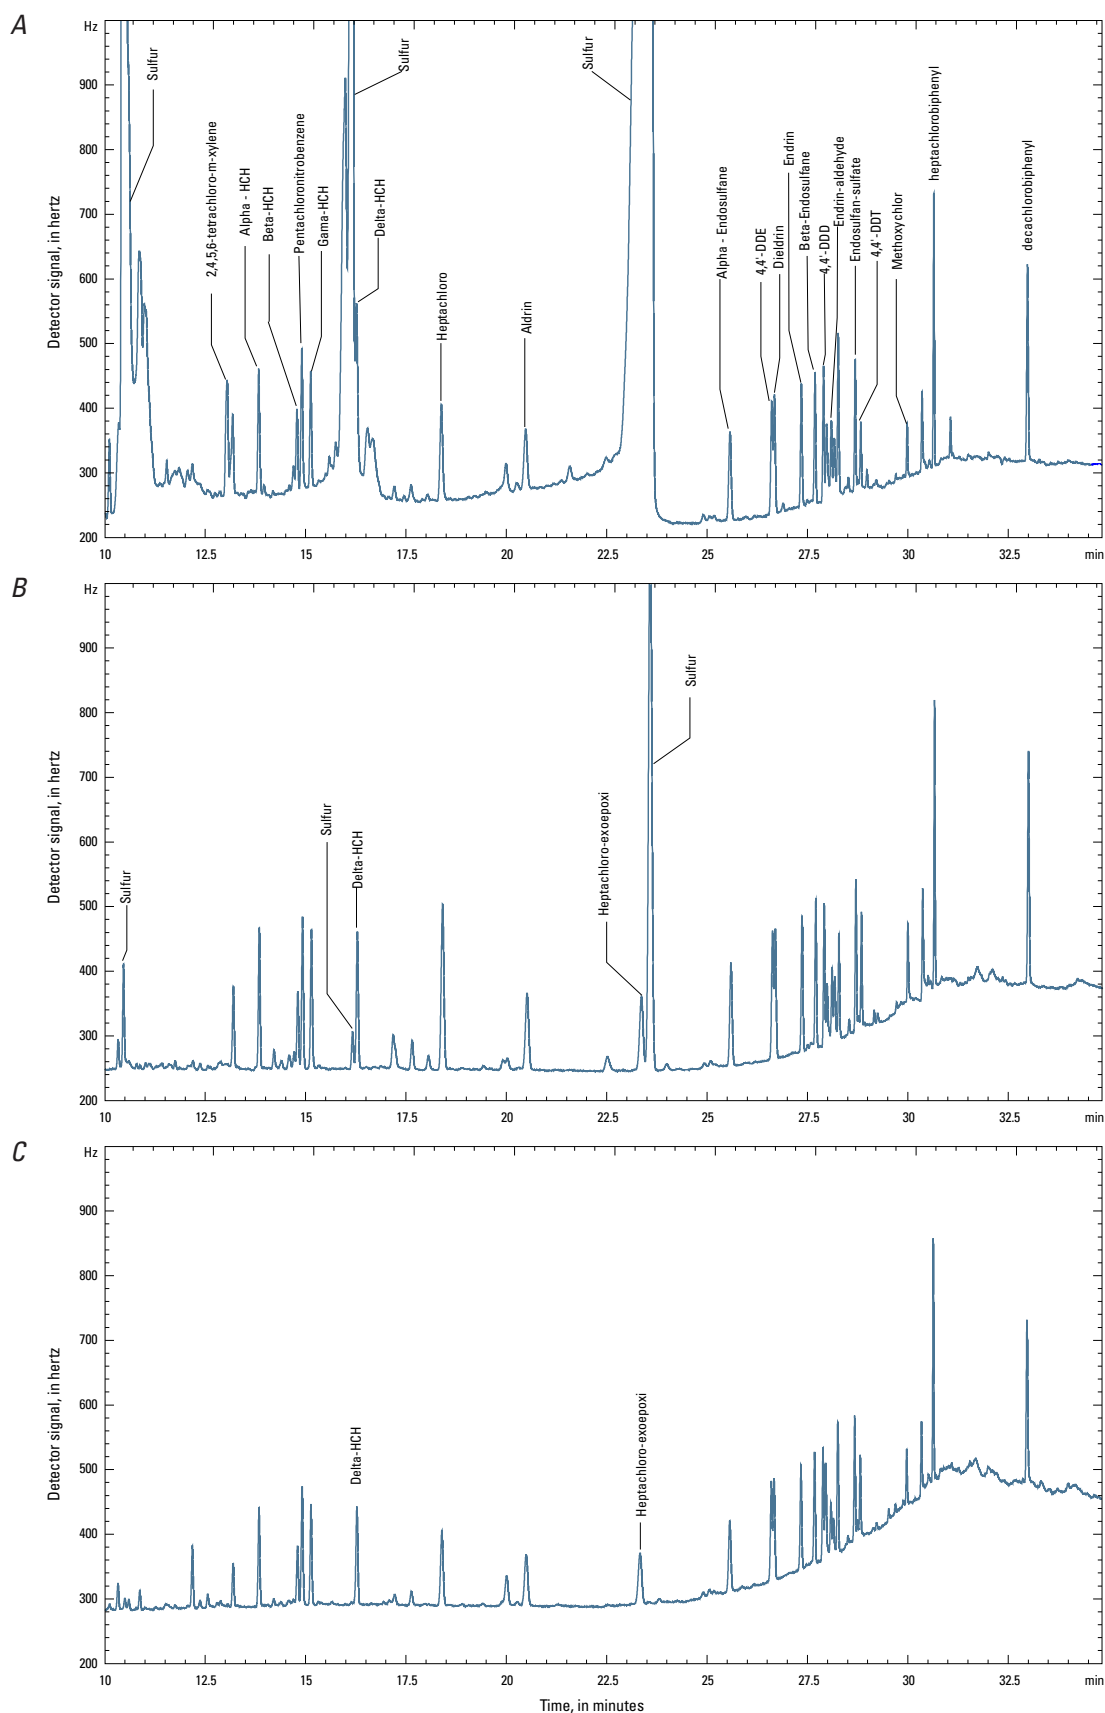 A
Hz
Detector signal, in hertz
900
800
700
600
500
400
300
200
Sulfur
2,4,5,6-tetrachloro-m-xylene
Alpha - HCH
Beta-HCH
Pentachloronitrobenzene
Gama-HCH
Sulfur
Delta-HCH
Heptachloro
Aldrin
Sulfur
Alpha - Endosulfane
4,4'-DDE
Dieldrin
Endrin
Beta-Endosulfane
4,4'-DDD
Endrin-aldehyde
Endosulfan-sulfate
4,4'-DDT
Methoxychlor
heptachlorobiphenyl
decachlorobiphenyl
10 12.5 15 17.5 20 22.5 25 27.5 30 32.5 min
B
Hz
Detector signal, in hertz
900
800
700
600
500
400
300
200
Sulfur
Sulfur
Delta-HCH
Heptachloro-exoepoxi
Sulfur
10 12.5 15 17.5 20 22.5 25 27.5 30 32.5 min
C
Hz
Detector signal, in hertz
900
800
700
600
500
400
300
200
Delta-HCH
Heptachloro-exoepoxi
10 12.5 15 17.5 20 22.5 25 27.5 30 32.5 min
Time, in minutes